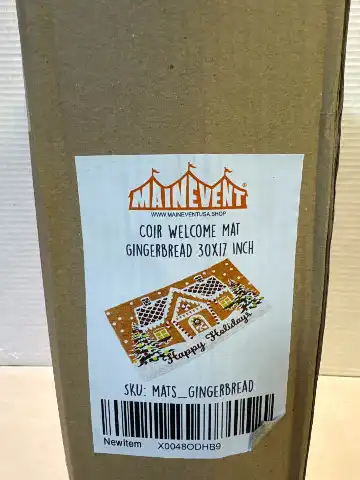 MAINEVENT®
WWW.MAINEVENTUSA.SHOP
COIR WELCOME MAT
GINGERBREAD 30X17 INCH
Happy Holidays
SKU: MATS_GINGERBREAD
NewItem X0048ODHB9